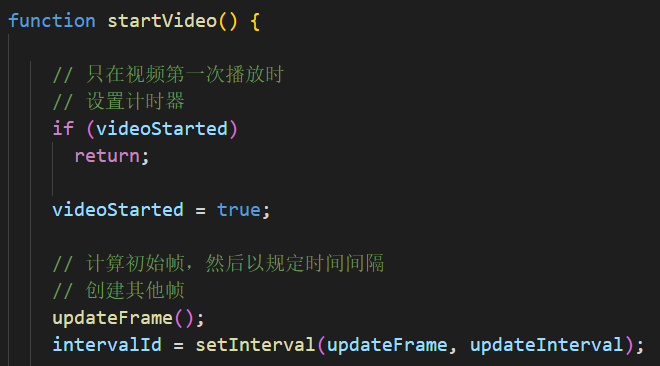 function startVideo() {
// 只在视频第一次播放时
// 设置计时器
if (videoStarted)
return;
videoStarted = true;
// 计算初始帧，然后以规定时间间隔
// 创建其他帧
updateFrame();
intervalId = setInterval(updateFrame, updateInterval);